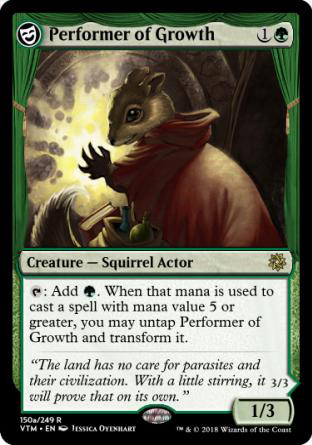 Performer of Growth 1
Creature — Squirrel Actor
: Add . When that mana is used to
cast a spell with mana value 5 or
greater, you may untap Performer of
Growth and transform it.
“The land has no care for parasites and
their civilization. With a little stirring, it
will prove that on its own.”
3/3
1/3
150a/249 R
VTM • EN Jessica Oyenhart
™ & © 2018 Wizards of the Coast